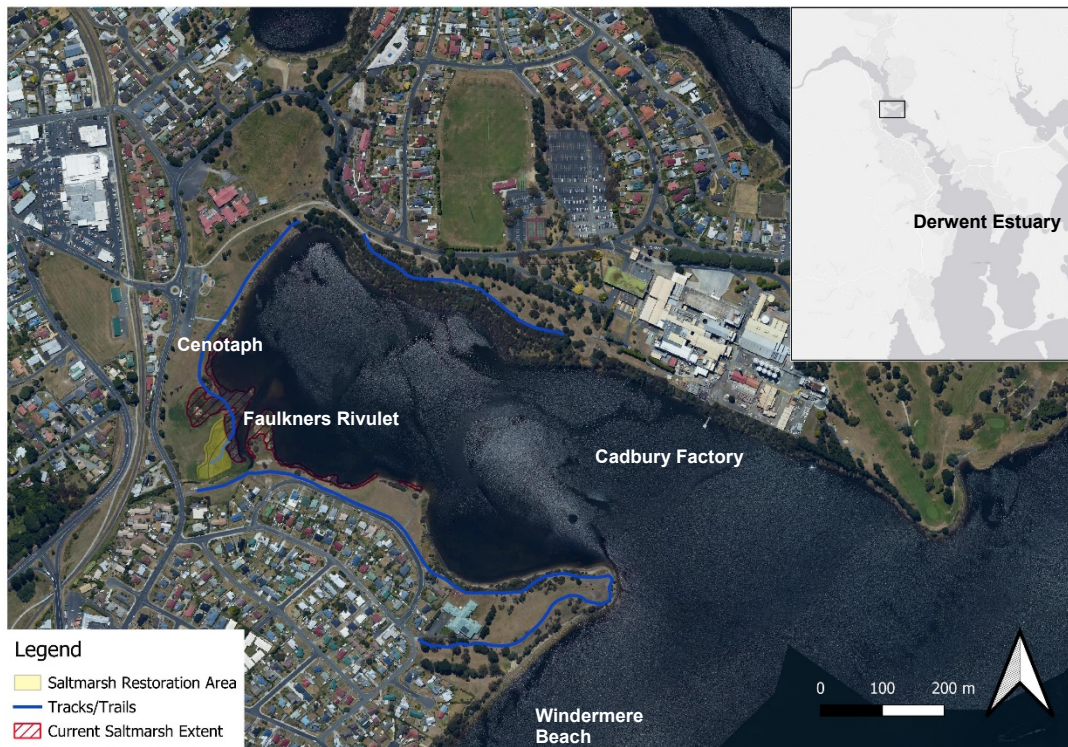 Derwent Estuary
Cenotaph
Faulkners Rivulet
Cadbury Factory
Windermere
Beach
Legend
Saltmarsh Restoration Area
Tracks/Trails
Current Saltmarsh Extent
0 100 200 m